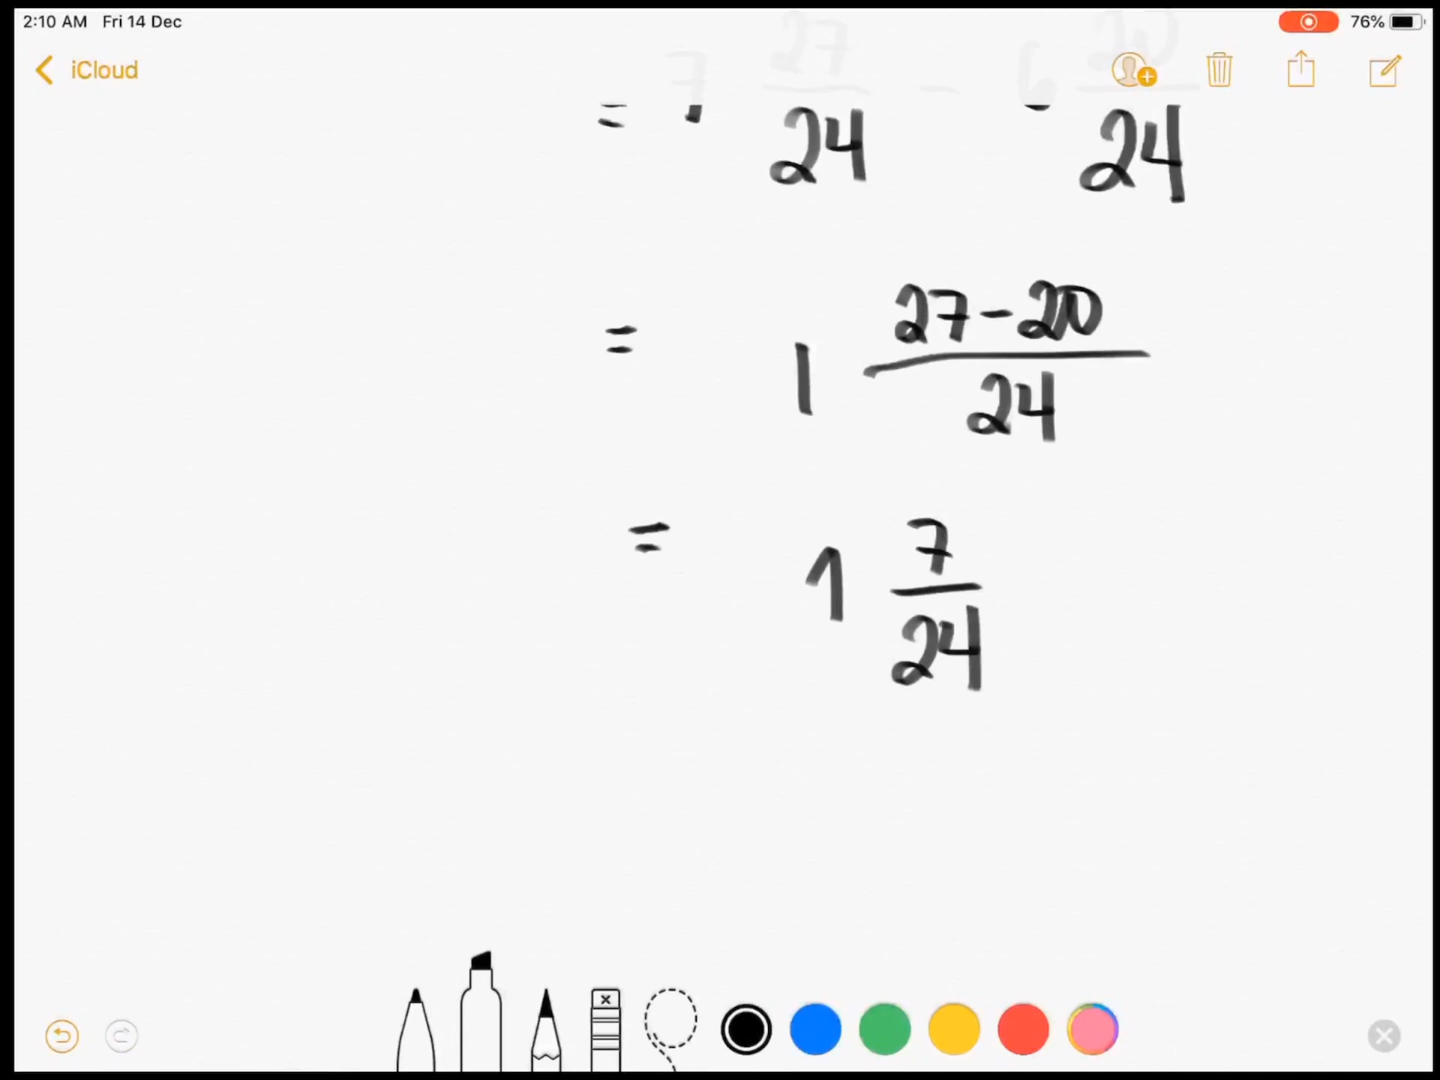 2:10 AM Fri 14 Dec 76%
iCloud
= 7 27/24 - 6 20/24
= 1 27-20/24
= 1 7/24